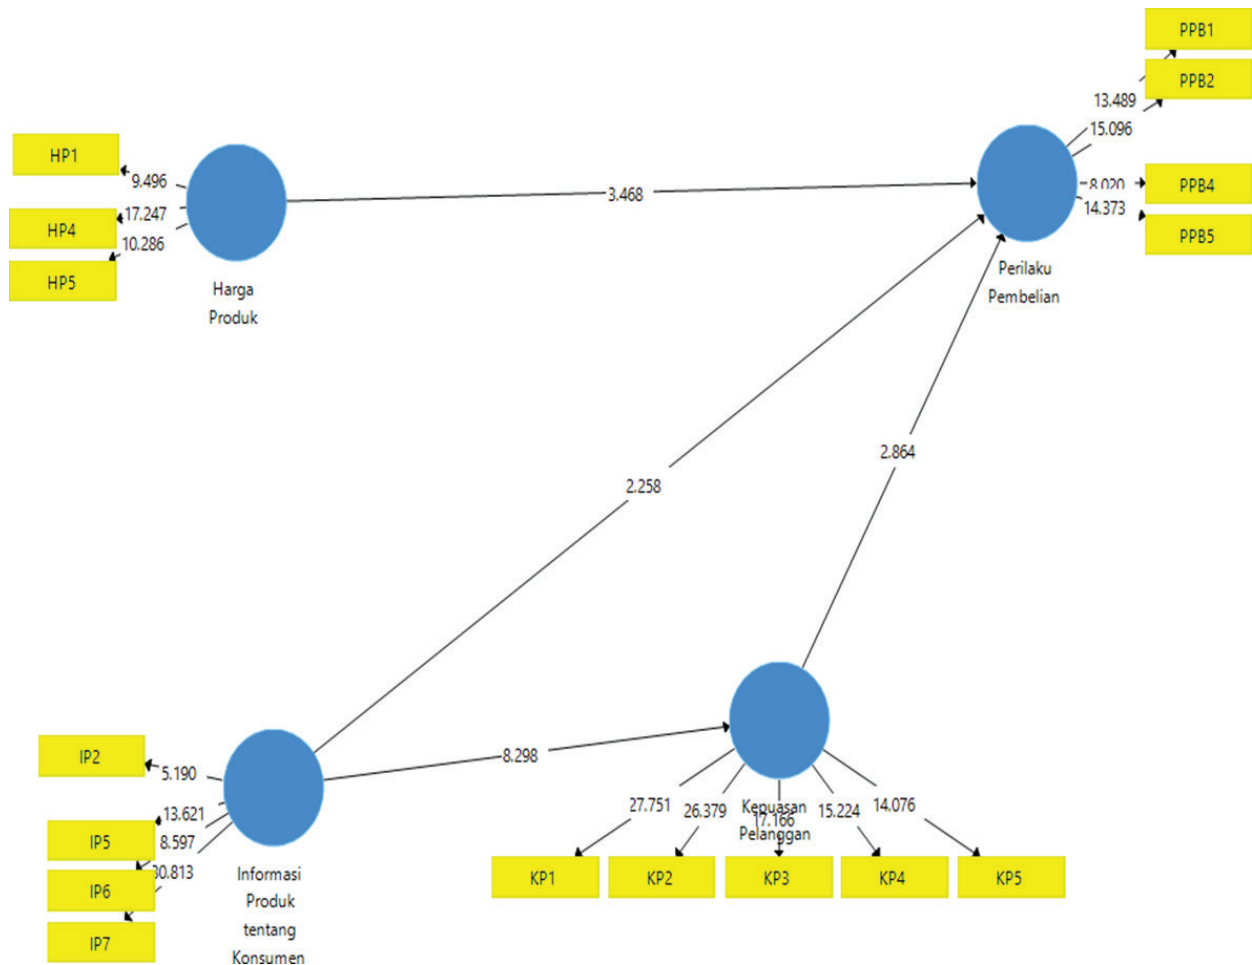 PPB1
PPB2
13.489
15.096
HP1
9.496
HP4
17.247
10.286
HP5
Harga
Produk
3.468
8.020
PPB4
14.373
PPB5
Perilaku
Pembelian
2.864
2.258
IP2
5.190
13.621
IP5
8.597
IP6
30.813
IP7
Informasi
Produk
tentang
Konsumen
8.298
27.751
26.379
Kepuasan
17.166
Pelanggan
15.224
14.076
KP1
KP2
KP3
KP4
KP5